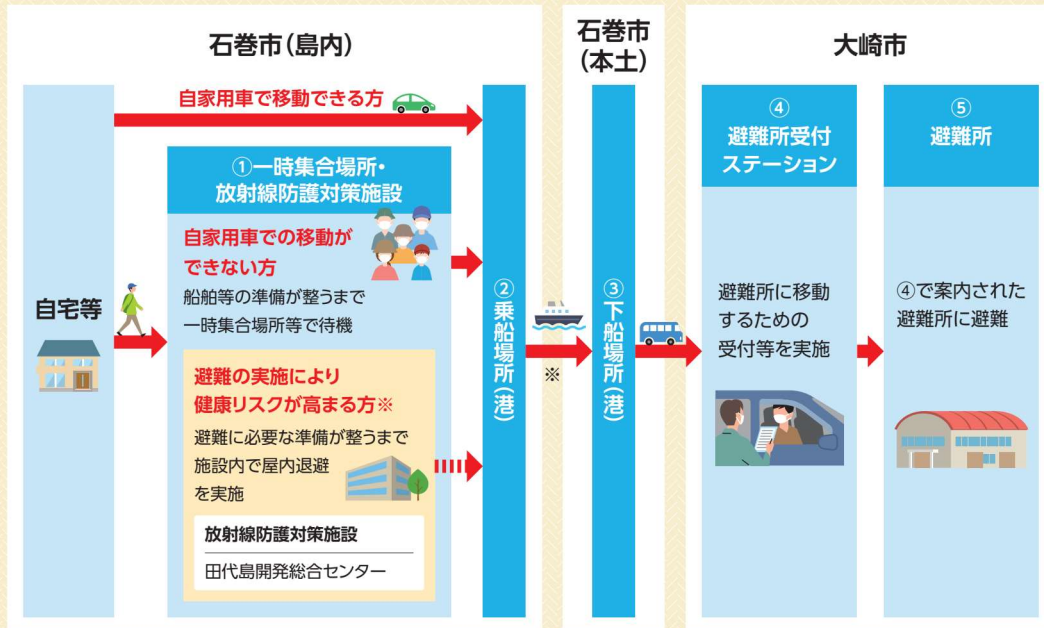 石巻市(島内)
石巻市
(本土)
大崎市
自宅等
自家用車で移動できる方
①一時集合場所・
放射線防護対策施設
自家用車での移動が
できない方
船舶等の準備が整うまで
一時集合場所等で待機
避難の実施により
健康リスクが高まる方※
避難に必要な準備が整うまで
施設内で屋内退避
を実施
放射線防護対策施設
田代島開発総合センター
②乗船場所(港)
※
③下船場所(港)
④
避難所受付
ステーション
避難所に移動
するための
受付等を実施
⑤
避難所
④で案内された
避難所に避難